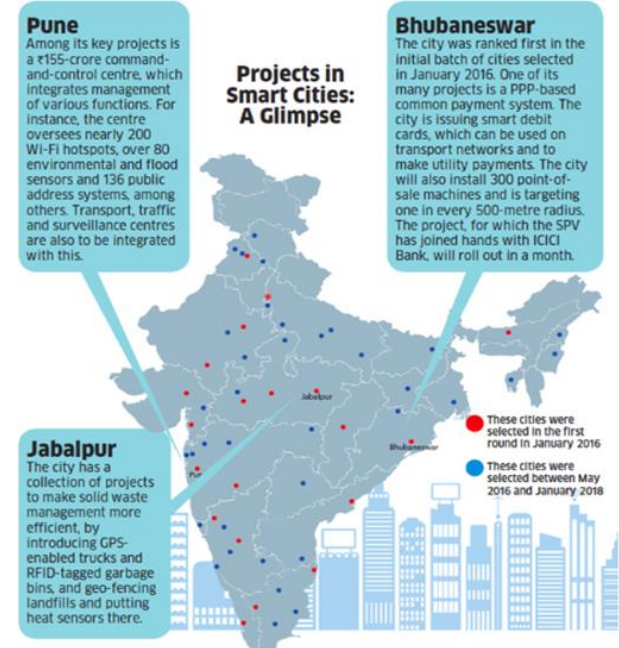 Pune
Among its key projects is
a ₹155-crore command-
and-control centre, which
integrates management
of various functions. For
instance, the centre
oversees nearly 200
Wi-Fi hotspots, over 80
environmental and flood
sensors and 136 public
address systems, among
others. Transport, traffic
and surveillance centres
are also to be integrated
with this.
Projects in
Smart Cities:
A Glimpse
Bhubaneswar
The city was ranked first in the
initial batch of cities selected
in January 2016. One of its
many projects is a PPP-based
common payment system. The
city is issuing smart debit
cards, which can be used on
transport networks and to
make utility payments. The city
will also install 300 point-of-
sale machines and is targeting
one in every 500-metre radius.
The project, for which the SPV
has joined hands with ICICI
Bank, will roll out in a month.
Jabalpur
Bhubaneswar
These cities were
selected in the first
round in January 2016
These cities were
selected between May
2016 and January 2018
Jabalpur
The city has a
collection of projects
to make solid waste
management more
efficient, by
introducing GPS-
enabled trucks and
RFID-tagged garbage
bins, and geo-fencing
landfills and putting
heat sensors there.